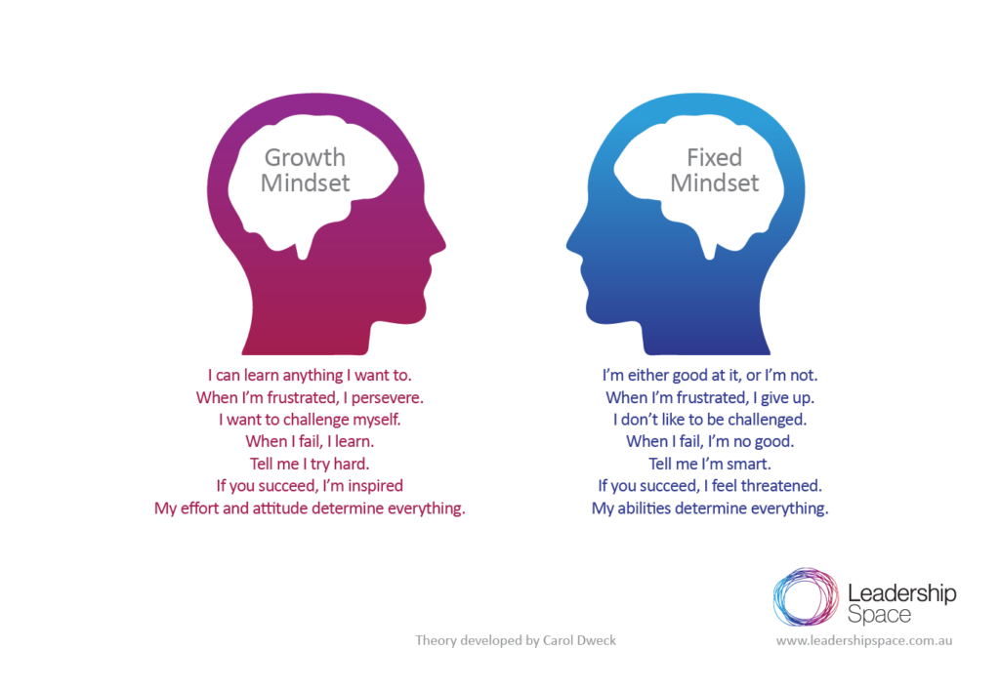 Growth
Mindset
I can learn anything I want to.
When I’m frustrated, I persevere.
I want to challenge myself.
When I fail, I learn.
Tell me I try hard.
If you succeed, I’m inspired
My effort and attitude determine everything.
Fixed
Mindset
I’m either good at it, or I’m not.
When I’m frustrated, I give up.
I don’t like to be challenged.
When I fail, I’m no good.
Tell me I’m smart.
If you succeed, I feel threatened.
My abilities determine everything.
Leadership
Space
Theory developed by Carol Dweck
www.leadershipspace.com.au